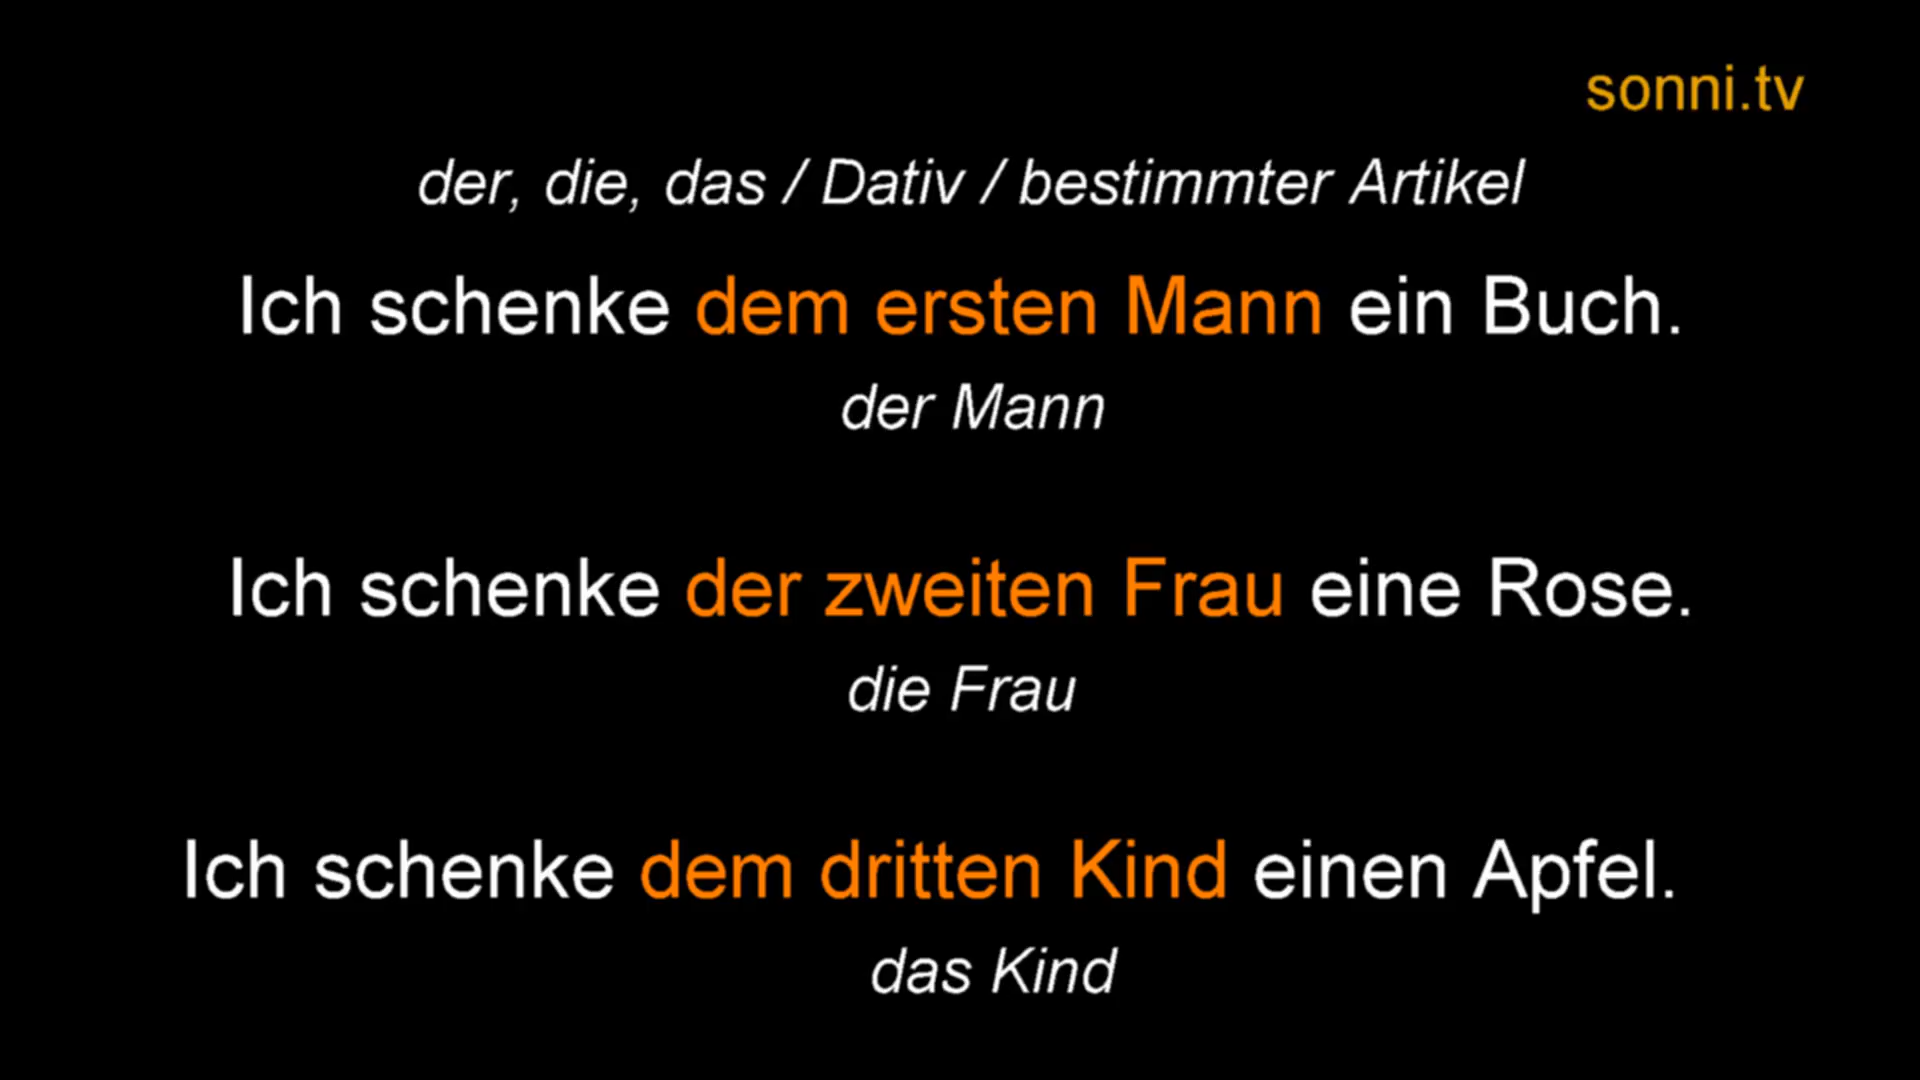 sonni.tv
der, die, das / Dativ / bestimmter Artikel
Ich schenke dem ersten Mann ein Buch.
der Mann
Ich schenke der zweiten Frau eine Rose.
die Frau
Ich schenke dem dritten Kind einen Apfel.
das Kind